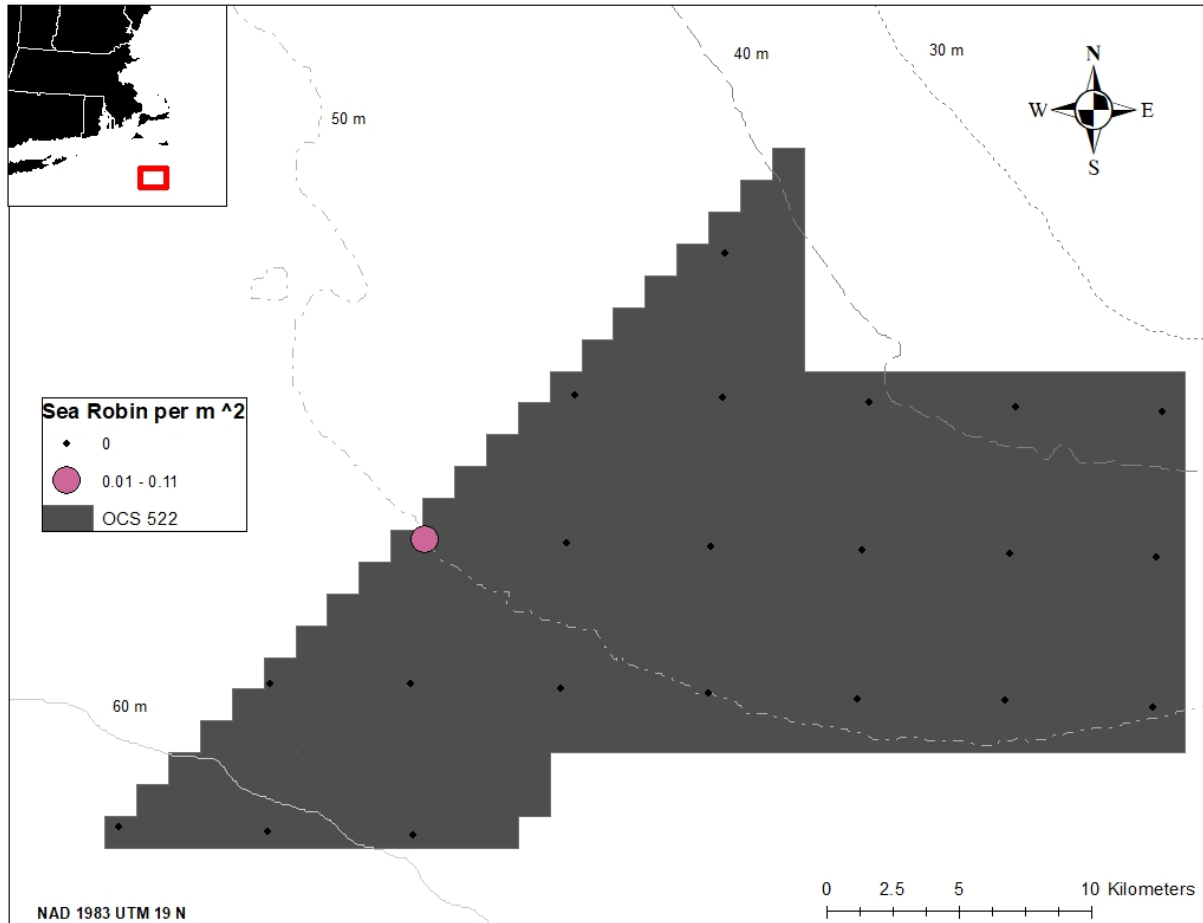 40 m
30 m
N
W
E
S
50 m
Sea Robin per m ^2
0
0.01 - 0.11
OCS 522
60 m
0 2.5 5 10 Kilometers
NAD 1983 UTM 19 N